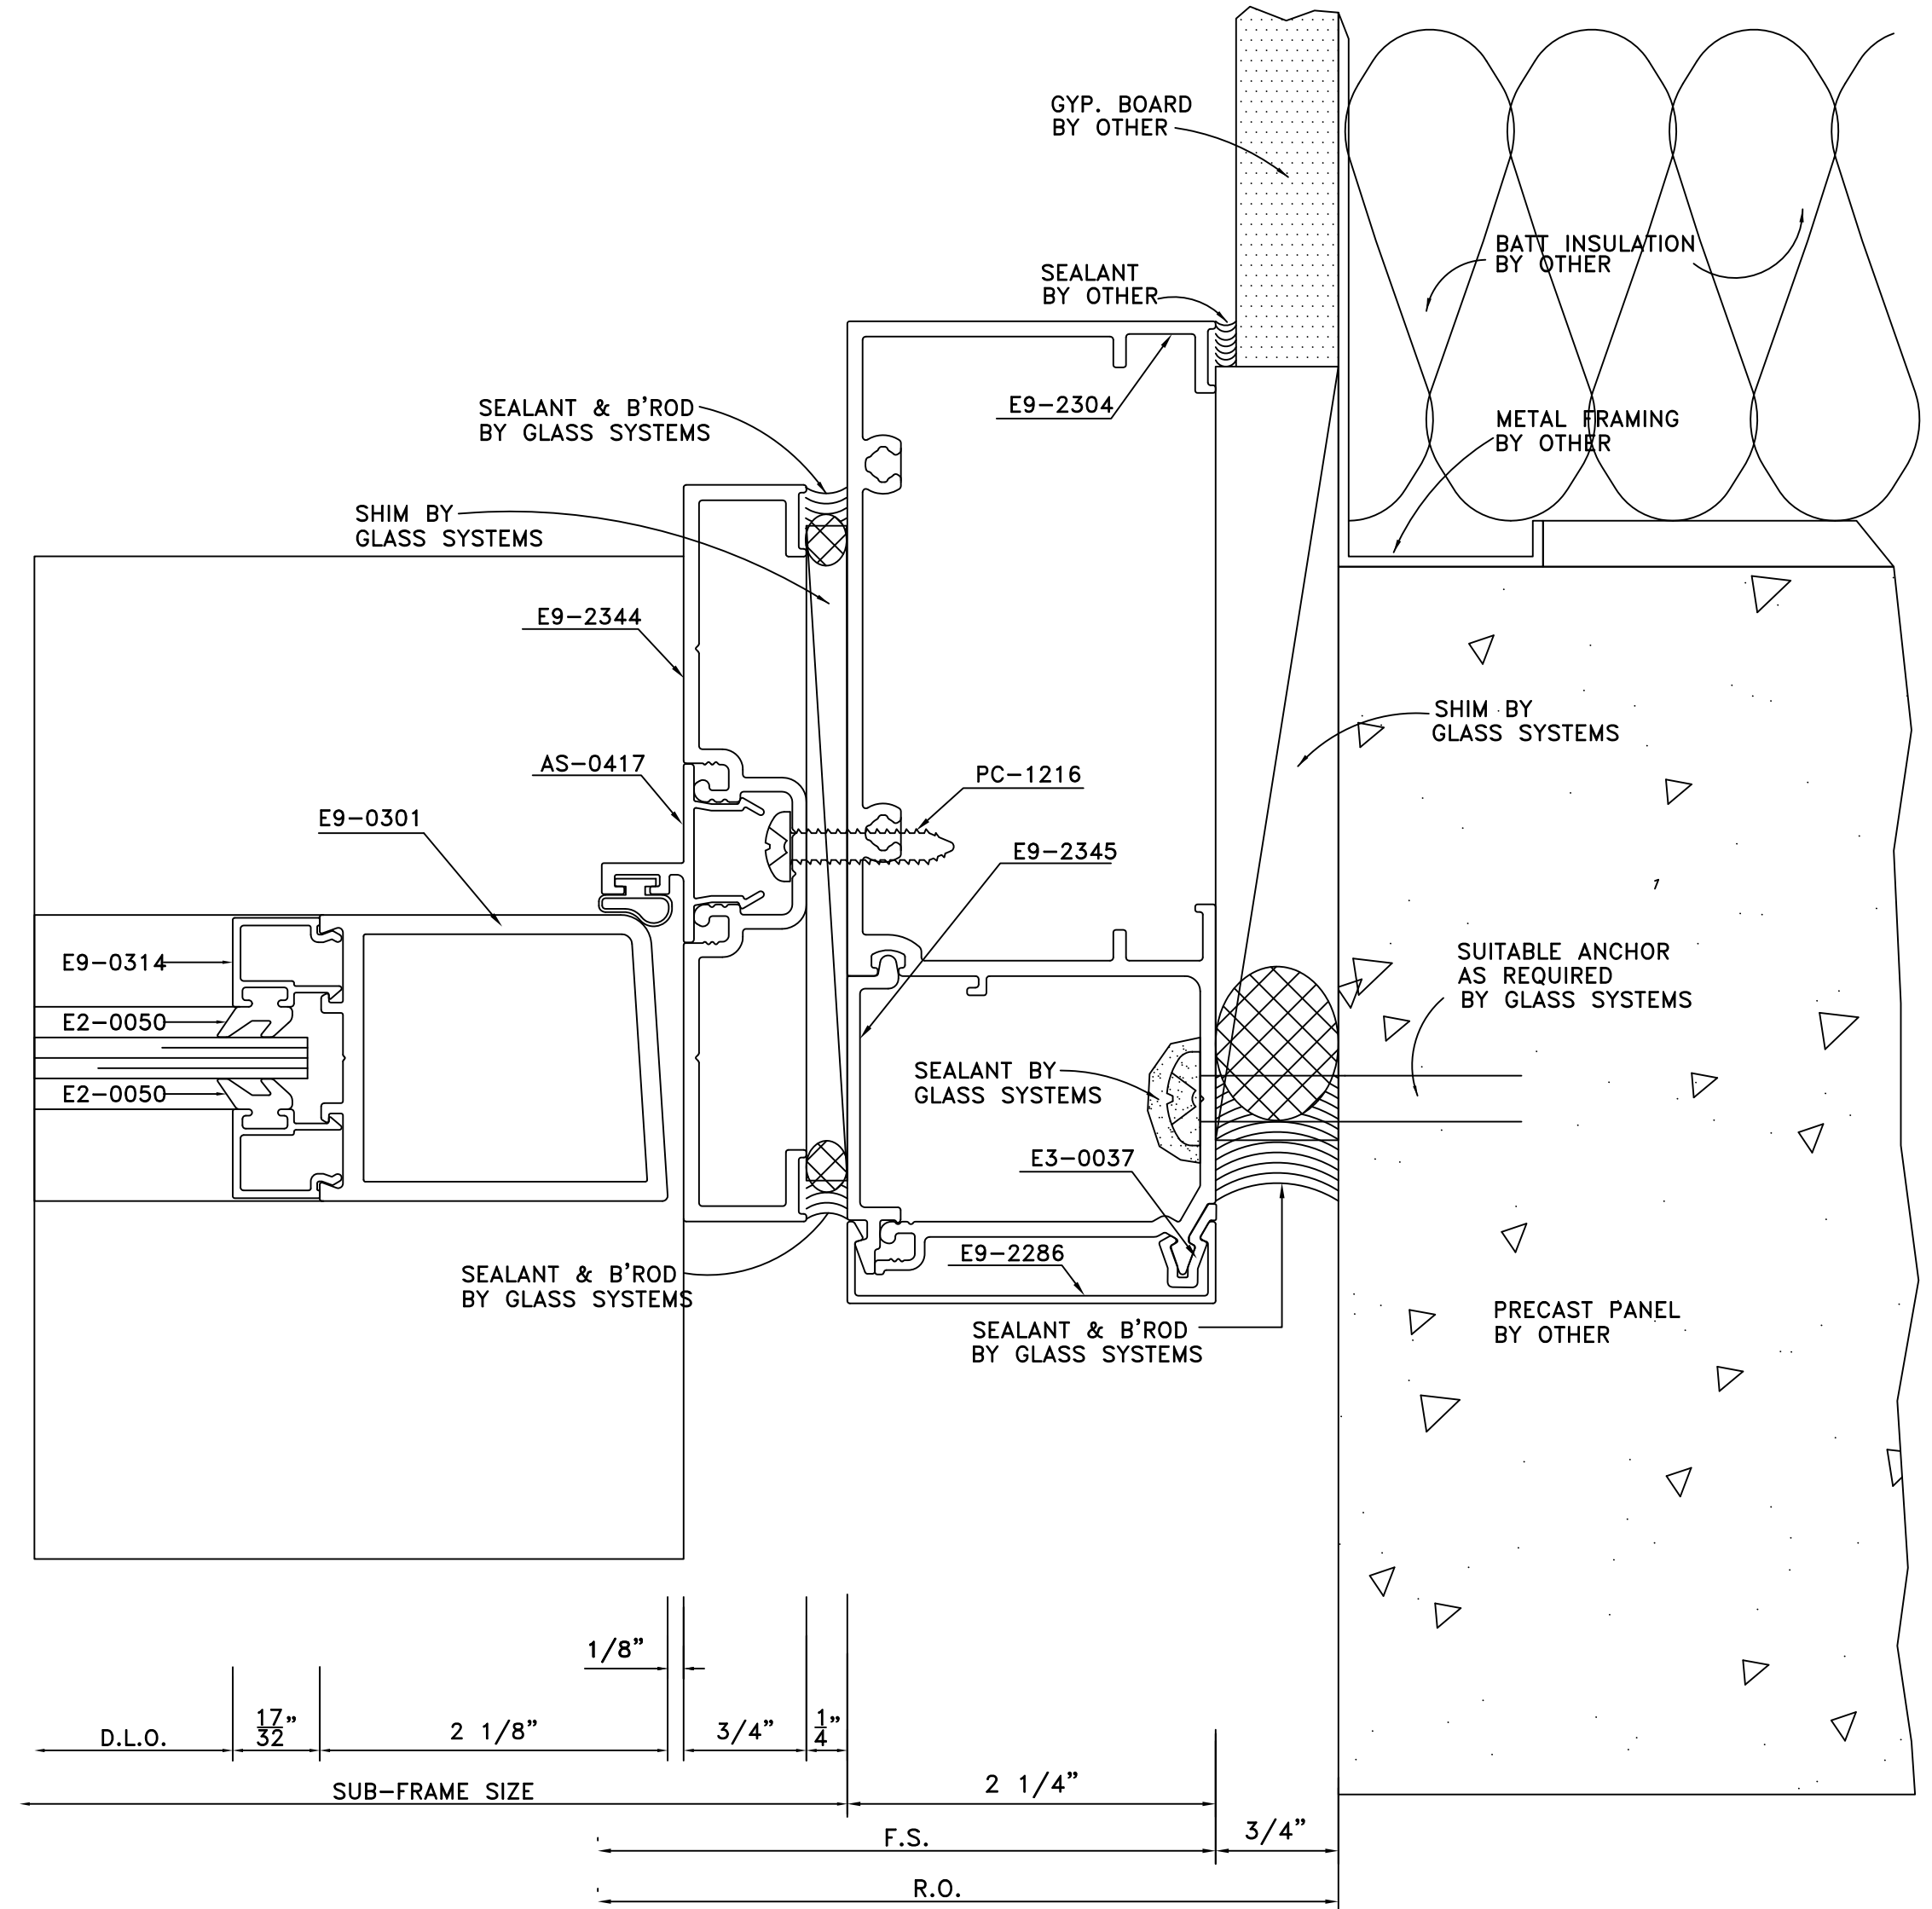 GYP. BOARD
BY OTHER
BATT INSULATION
BY OTHER
SEALANT
BY OTHER
E9-2304
SEALANT & B'ROD
BY GLASS SYSTEMS
METAL FRAMING
BY OTHER
SHIM BY
GLASS SYSTEMS
E9-2344
SHIM BY
GLASS SYSTEMS
AS-0417
PC-1216
E9-0301
E9-2345
E9-0314
SUITABLE ANCHOR
AS REQUIRED
BY GLASS SYSTEMS
E2-0050
SEALANT BY
GLASS SYSTEMS
E2-0050
E3-0037
E9-2286
SEALANT & B'ROD
BY GLASS SYSTEMS
PRECAST PANEL
BY OTHER
SEALANT & B'ROD
BY GLASS SYSTEMS
1/8"
D.L.O.
17/32"
2 1/8"
3/4"
1/4"
SUB-FRAME SIZE
2 1/4"
F.S.
3/4"
R.O.